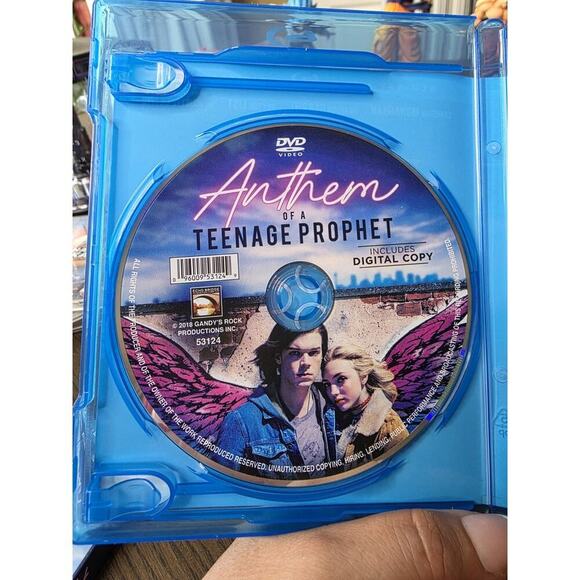 DVD
VIDEO
Anthem
OF A
TEENAGE PROPHET
INCLUDES
DIGITAL COPY
96009 53124
ECHO BRIDGE
© 2018 GANDY'S ROCK
PRODUCTIONS INC.
53124
ALL RIGHTS OF THE PRODUCER AND OF THE OWNER OF THE WORK REPRODUCED RESERVED. UNAUTHORIZED COPYING, HIRING, LENDING, PUBLIC PERFORMANCE AND BROADCASTING OF THIS RECORDING PROHIBITED.